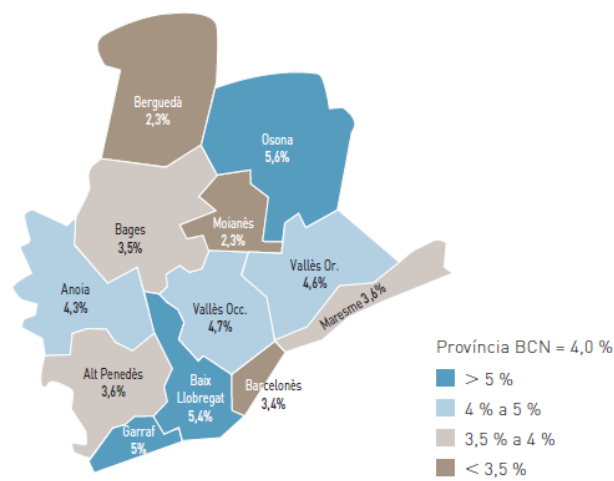 Berguedà
2,3%
Osona
5,6%
Bages
3,5%
Moianès
2,3%
Anoia
4,3%
Vallès Or.
4,6%
Vallès Occ.
4,7%
Maresme 3,6%
Alt Penedès
3,6%
Baix
Llobregat
5,4%
Barcelonès
3,4%
Garraf
5%
Província BCN = 4,0 %
> 5 %
4 % a 5 %
3,5 % a 4 %
< 3,5 %